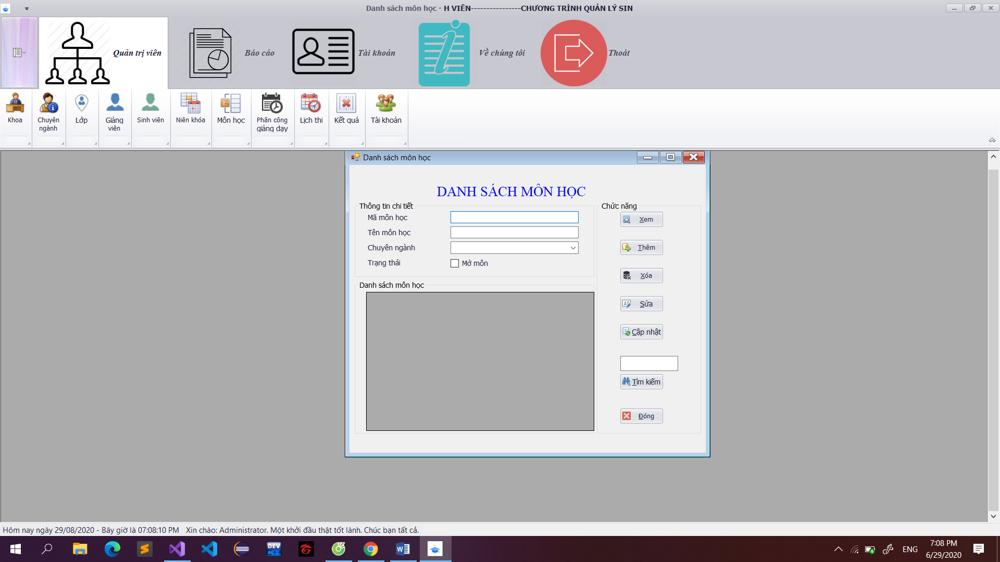 Danh sách môn học - H VIÊN----------------CHƯƠNG TRÌNH QUẢN LÝ SIN
Quản trị viên
Báo cáo
Tài khoản
Về chúng tôi
Thoát
Khoa
Chuyên
ngành
Lớp
Giảng
viên
Sinh viên
Niên khóa
Môn học
Phân công
giảng dạy
Lịch thi
Kết quả
Tài khoản
Danh sách môn học
DANH SÁCH MÔN HỌC
Thông tin chi tiết
Mã môn học
Tên môn học
Chuyên ngành
Trạng thái
Mở môn
Danh sách môn học
Chức năng
Xem
Thêm
Xóa
Sửa
Cập nhật
Tìm kiếm
Đóng
Hôm nay ngày 29/08/2020 - Bây giờ là 07:08:10 PM Xin chào: Administrator. Một khởi đầu thật tốt lành. Chúc bạn tất cả.
DEV
C++
ENG
7:08 PM
6/29/2020